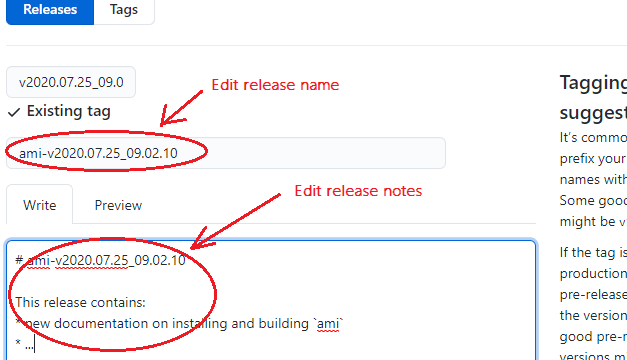 Releases
Tags
v2020.07.25_09.0
Edit release name
Existing tag
ami-v2020.07.25_09.02.10
Edit release notes
Write
Preview
# ami-v2020.07.25_09.02.10
This release contains:
* new documentation on installing and building `ami`
* ...
Tagging
suggest
It's commo
prefix your
names with
Some good
might be v
If the tag is
production
pre-release
the version
good pre-r
versions m